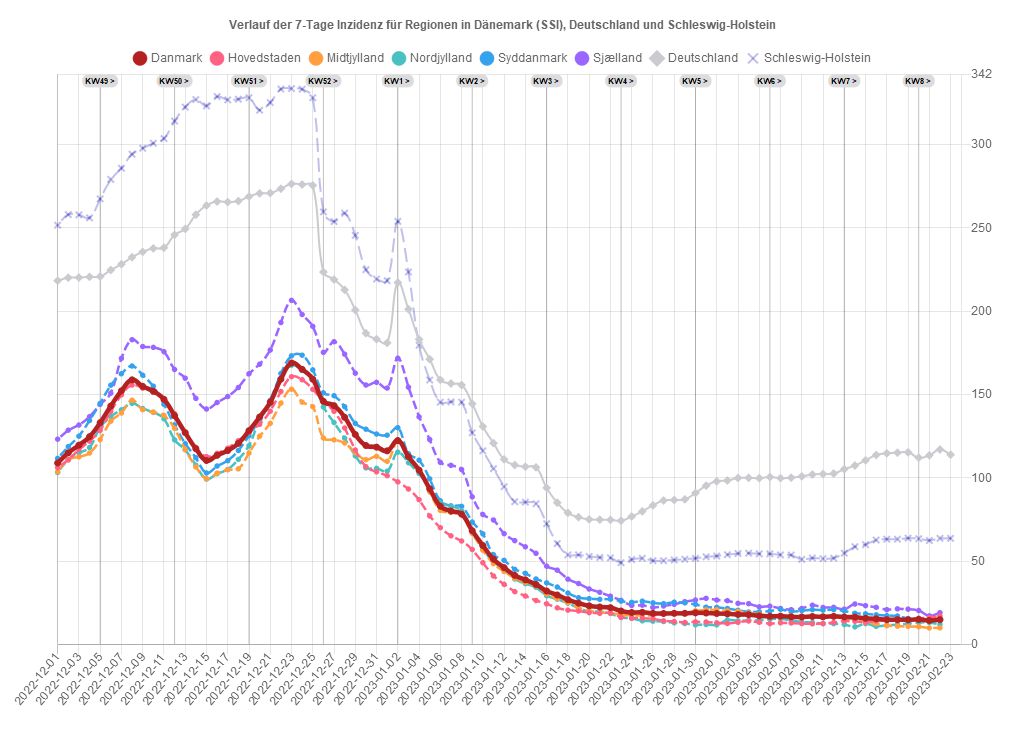 Verlauf der 7-Tage Inzidenz für Regionen in Dänemark (SSI), Deutschland und Schleswig-Holstein
Danmark Hovedstaden Midtjylland Nordjylland Syddanmark Sjælland Deutschland Schleswig-Holstein
KW49 > KW50 > KW51 > KW52 > KW1 > KW2 > KW3 > KW4 > KW5 > KW6 > KW7 > KW8 >
342
300
250
200
150
100
50
0
2022-12-01 2022-12-03 2022-12-05 2022-12-07 2022-12-09 2022-12-11 2022-12-13 2022-12-15 2022-12-17 2022-12-19 2022-12-21 2022-12-23 2022-12-25 2022-12-27 2022-12-29 2022-12-31 2023-01-02 2023-01-04 2023-01-06 2023-01-08 2023-01-10 2023-01-12 2023-01-14 2023-01-16 2023-01-18 2023-01-20 2023-01-22 2023-01-24 2023-01-26 2023-01-28 2023-01-30 2023-02-01 2023-02-03 2023-02-05 2023-02-07 2023-02-09 2023-02-11 2023-02-13 2023-02-15 2023-02-17 2023-02-19 2023-02-21 2023-02-23